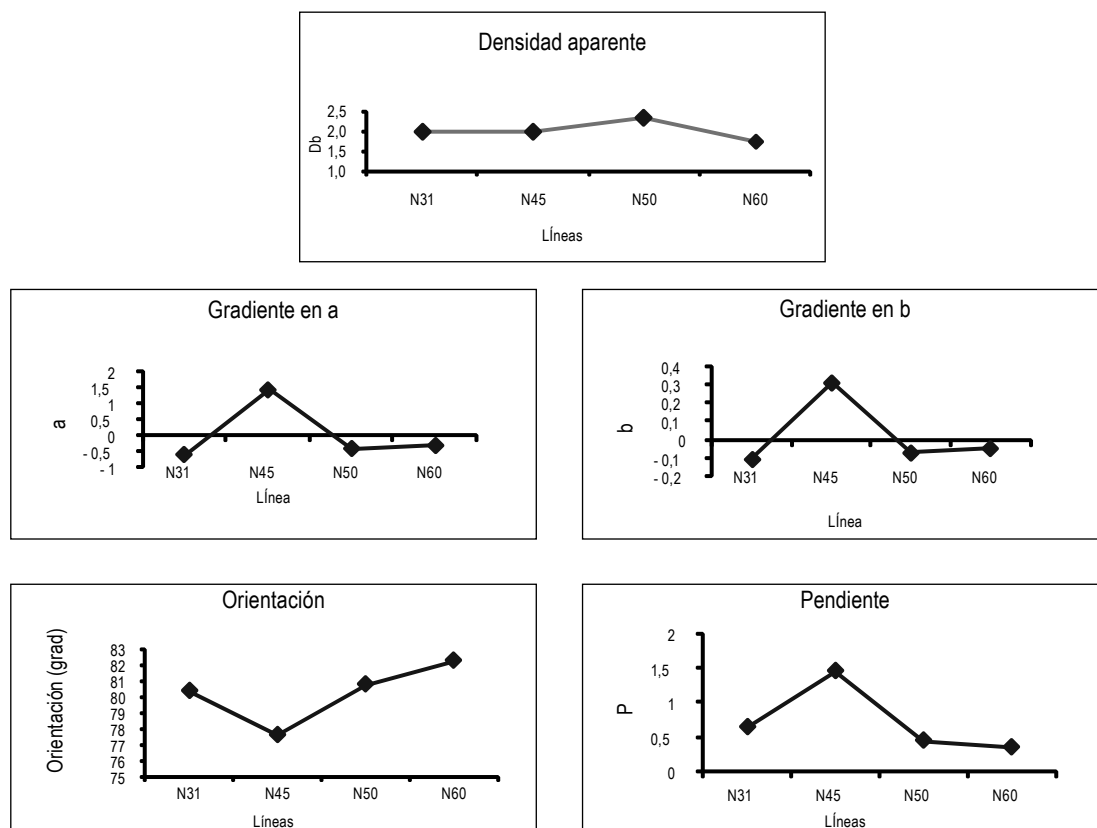 Densidad aparente
2,5
2,0
1,5
1,0
Db
N31 N45 N50 N60
LÍneas
Gradiente en a
2
1,5
1
0,5
0
- 0,5
- 1
a
N31 N45 N50 N60
LÍnea
Gradiente en b
0,4
0,3
0,2
0,1
0
- 0,1
- 0,2
b
N31 N45 N50 N60
LÍnea
Orientación
83
82
81
80
79
78
77
76
75
Orientación (grad)
N31 N45 N50 N60
Líneas
Pendiente
2
1,5
1
0,5
0
P
N31 N45 N50 N60
LÍneas